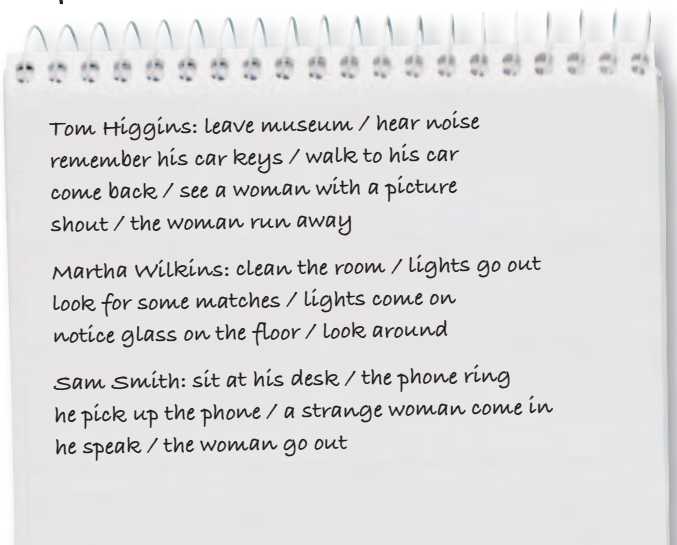 Tom Higgins: leave museum / hear noise
remember his car keys / walk to his car
come back / see a woman with a picture
shout / the woman run away
Martha Wilkins: clean the room / lights go out
look for some matches / lights come on
notice glass on the floor / look around
Sam Smith: sit at his desk / the phone ring
he pick up the phone / a strange woman come in
he speak / the woman go out